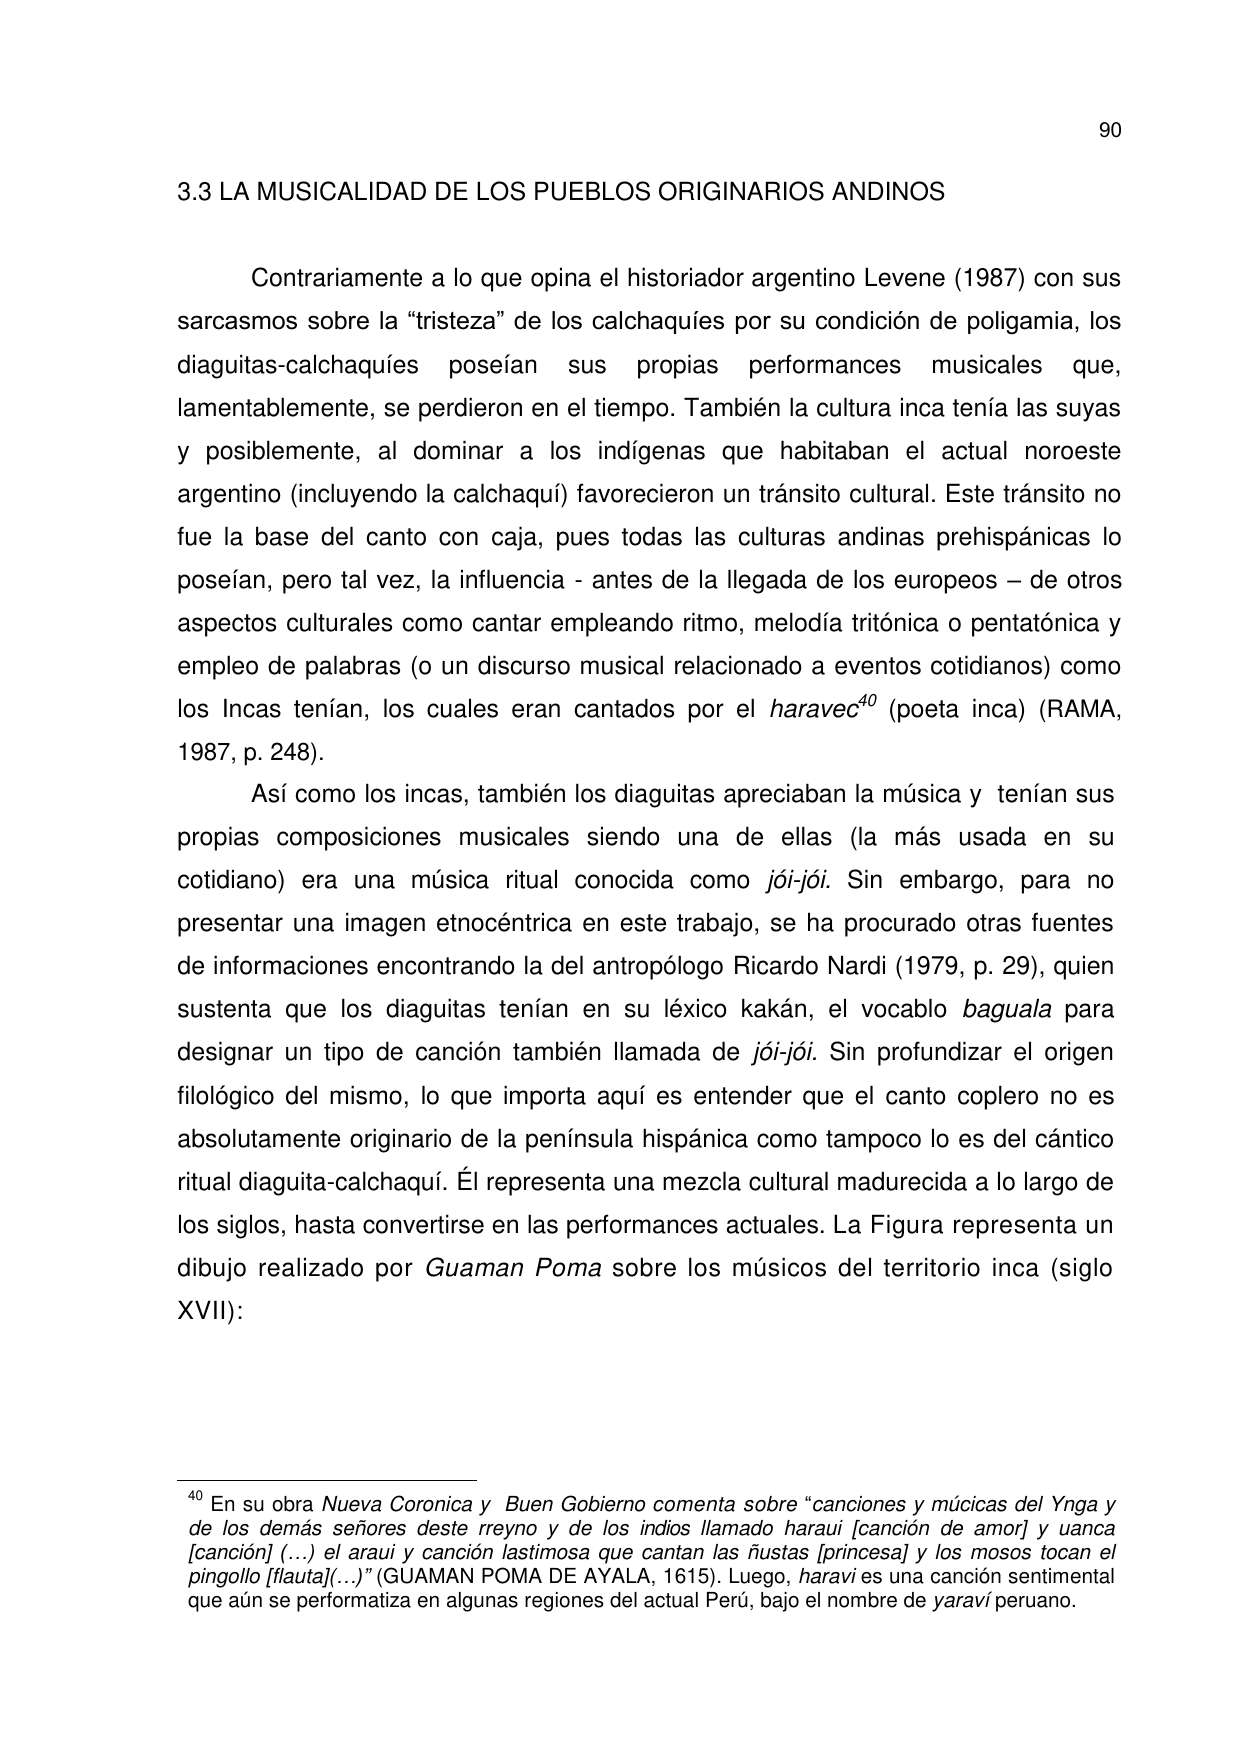 90
3.3 LA MUSICALIDAD DE LOS PUEBLOS ORIGINARIOS ANDINOS
Contrariamente a lo que opina el historiador argentino Levene (1987) con sus
sarcasmos sobre la “tristeza” de los calchaquíes por su condición de poligamia, los
diaguitas-calchaquíes poseían sus propias performances musicales que,
lamentablemente, se perdieron en el tiempo. También la cultura inca tenía las suyas
y posiblemente, al dominar a los indígenas que habitaban el actual noroeste
argentino (incluyendo la calchaquí) favorecieron un tránsito cultural. Este tránsito no
fue la base del canto con caja, pues todas las culturas andinas prehispánicas lo
poseían, pero tal vez, la influencia - antes de la llegada de los europeos – de otros
aspectos culturales como cantar empleando ritmo, melodía tritónica o pentatónica y
empleo de palabras (o un discurso musical relacionado a eventos cotidianos) como
los Incas tenían, los cuales eran cantados por el haravec40 (poeta inca) (RAMA,
1987, p. 248).
Así como los incas, también los diaguitas apreciaban la música y  tenían sus
propias composiciones musicales siendo una de ellas (la más usada en su
cotidiano) era una música ritual conocida como jói-jói. Sin embargo, para no
presentar una imagen etnocéntrica en este trabajo, se ha procurado otras fuentes
de informaciones encontrando la del antropólogo Ricardo Nardi (1979, p. 29), quien
sustenta que los diaguitas tenían en su léxico kakán, el vocablo baguala para
designar un tipo de canción también llamada de jói-jói. Sin profundizar el origen
filológico del mismo, lo que importa aquí es entender que el canto coplero no es
absolutamente originario de la península hispánica como tampoco lo es del cántico
ritual diaguita-calchaquí. Él representa una mezcla cultural madurecida a lo largo de
los siglos, hasta convertirse en las performances actuales. La Figura representa un
dibujo realizado por Guaman Poma sobre los músicos del territorio inca (siglo
XVII):
40 En su obra Nueva Coronica y  Buen Gobierno comenta sobre “canciones y múcicas del Ynga y
de los demás señores deste rreyno y de los indios llamado haraui [canción de amor] y uanca
[canción] (…) el araui y canción lastimosa que cantan las ñustas [princesa] y los mosos tocan el
pingollo [flauta](…)” (GUAMAN POMA DE AYALA, 1615). Luego, haravi es una canción sentimental
que aún se performatiza en algunas regiones del actual Perú, bajo el nombre de yaraví peruano.